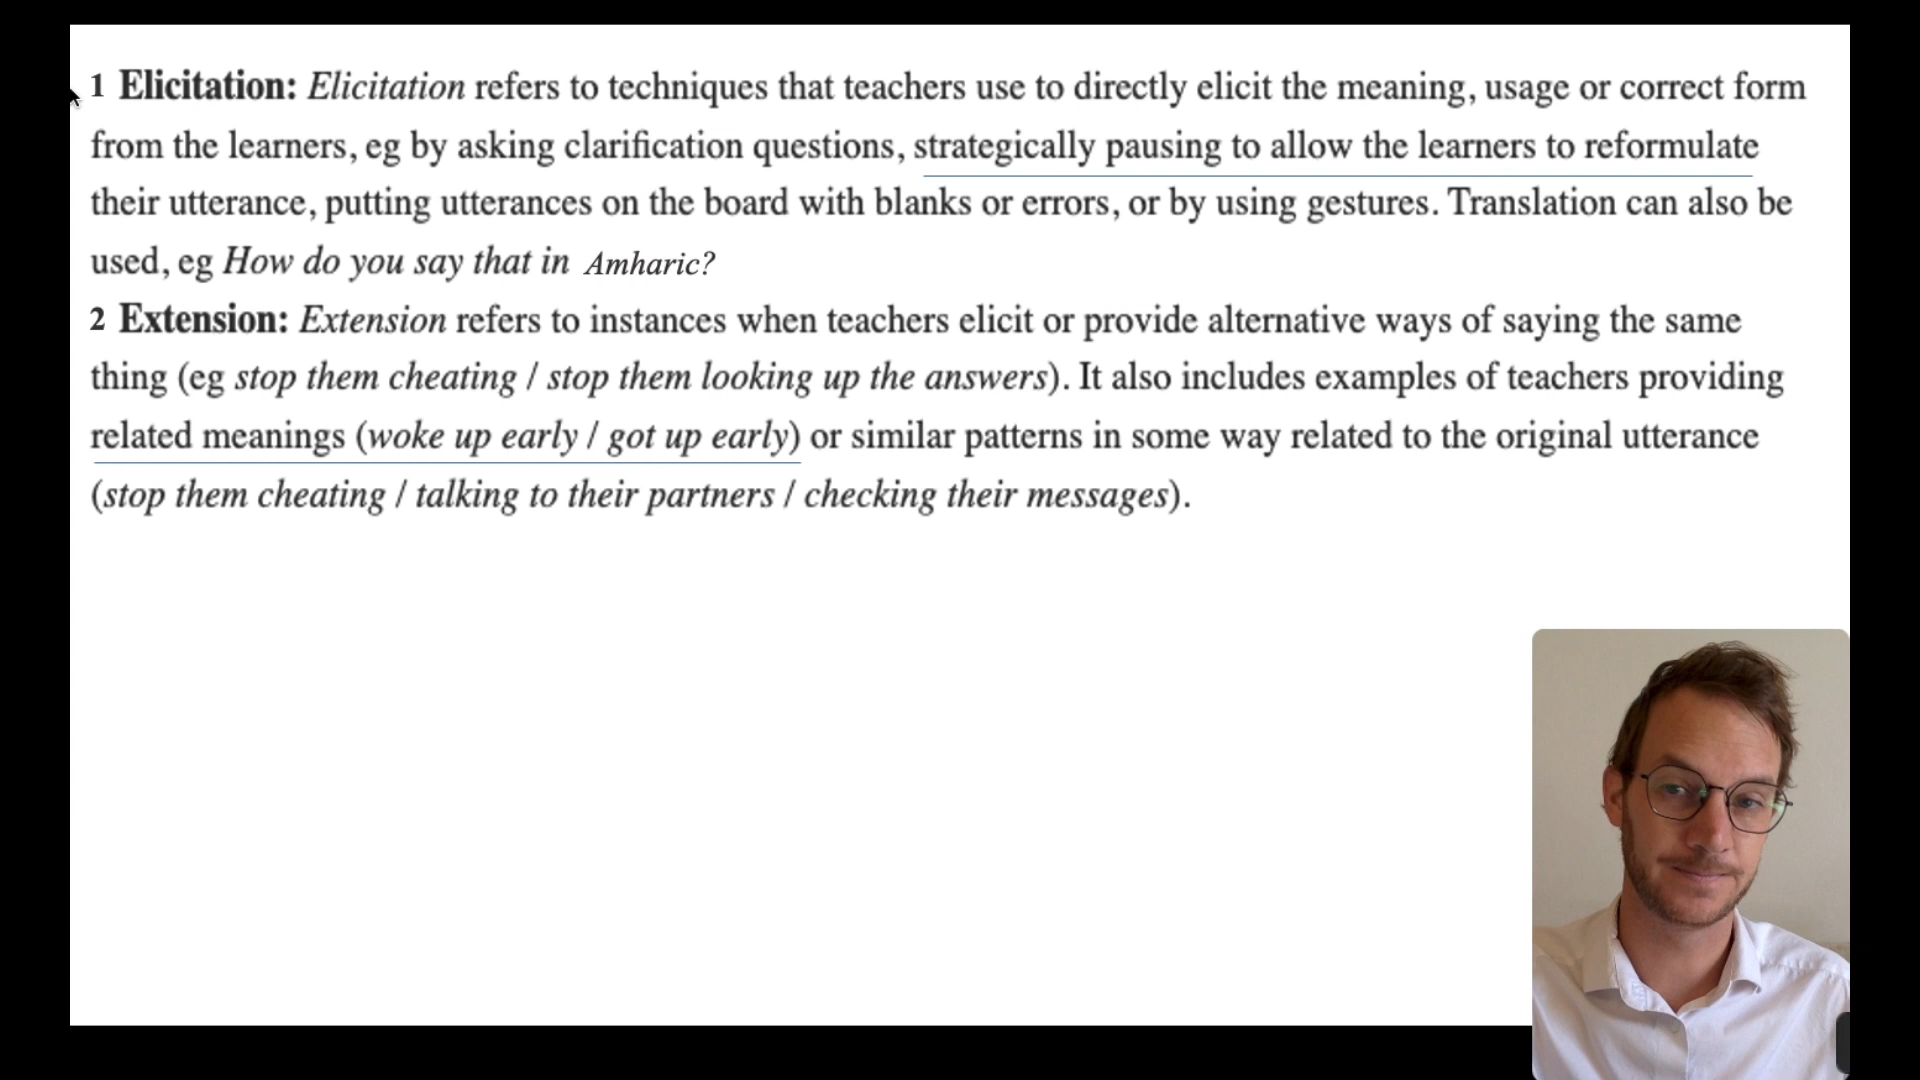 1 Elicitation: Elicitation refers to techniques that teachers use to directly elicit the meaning, usage or correct form
from the learners, eg by asking clarification questions, strategically pausing to allow the learners to reformulate
their utterance, putting utterances on the board with blanks or errors, or by using gestures. Translation can also be
used, eg How do you say that in Amharic?
2 Extension: Extension refers to instances when teachers elicit or provide alternative ways of saying the same
thing (eg stop them cheating / stop them looking up the answers). It also includes examples of teachers providing
related meanings (woke up early / got up early) or similar patterns in some way related to the original utterance
(stop them cheating / talking to their partners / checking their messages).